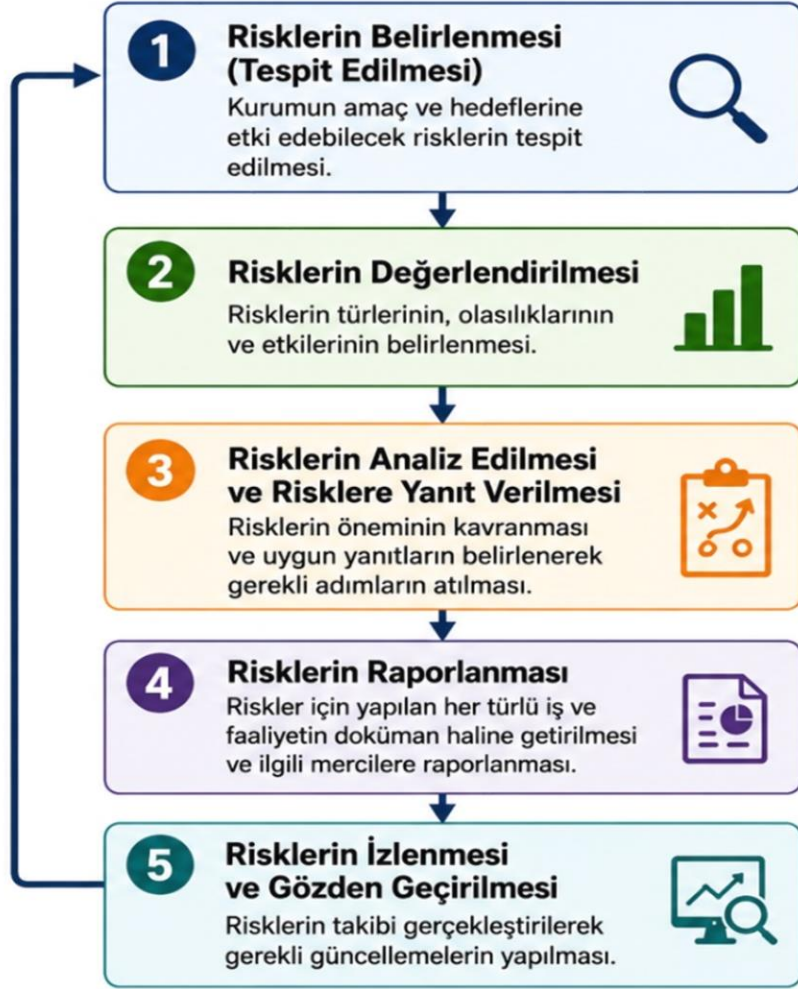 1
Risklerin Belirlenmesi
(Tespit Edilmesi)
Kurumun amaç ve hedeflerine
etki edebilecek risklerin tespit
edilmesi.
2
Risklerin Değerlendirilmesi
Risklerin türlerinin, olasılıklarının
ve etkilerinin belirlenmesi.
3
Risklerin Analiz Edilmesi
ve Risklere Yanıt Verilmesi
Risklerin öneminin kavranması
ve uygun yanıtların belirlenerek
gerekli adımların atılması.
4
Risklerin Raporlanması
Riskler için yapılan her türlü iş ve
faaliyetin doküman haline getirilmesi
ve ilgili mercilere raporlanması.
5
Risklerin İzlenmesi
ve Gözden Geçirilmesi
Risklerin takibi gerçekleştirilerek
gerekli güncellemelerin yapılması.